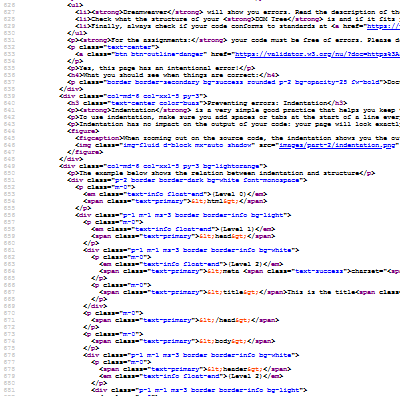 <ul>
<li><strong>Dreamweaver</strong> will show you errors. Read the description of th
<li>Check what the structure of your <strong>DOM Tree</strong> is and if it fits
<li>Finally, always check if your code conforms to standards at <a href="https://
</ul>
<p><strong>For the assignments:</strong> your code must be free of errors. Please
<p class="text-center">
<a class="btn btn-outline-danger" href="https://validator.w3.org/nu/?doc=https%3A
</p>
<p>Yes, this page has an intentional error!</p>
<h4>What you should see when things are correct:</h4>
<p class="border border-secondary bg-success rounded p-2 bg-opacity-25 fw-bold">Doc
</div>
<div class="col-md-6 col-xxl-5 py-3">
<h3 class="text-center">Preventing errors: Indentation</h3>
<p><strong>Indentation</strong> is a very simple good practice that helps you keep
<p>To use indentation, make sure you add spaces or tabs at the start of a line ever
<p>Indentation has no impact on the output of your code: your page will look exactl
<figure>
<figcaption>When zooming out on the source code, the indentation shows you the ou
<img class="img-fluid d-block mx-auto shadow" src="images/part-2/indentation.png"
</figure>
</div>
<div class="col-md-6 col-xxl-5 py-3 bg-lightorange">
<p>The example below shows the relation between indentation and structure</p>
<div class="p-2 border border-dark bg-white font-monospace">
<p class="m-0">
<em class="text-info float-end">(Level 0)</em>
<span class="text-primary">&lt;html&gt;</span>
</p>
<div class="p-1 m-1 ms-3 border border-info bg-light">
<p class="m-0">
<em class="text-info float-end">(Level 1)</em>
<span class="text-primary">&lt;head&gt;</span>
</p>
<div class="p-1 m-1 ms-3 border border-info bg-white">
<p class="m-0">
<em class="text-info float-end">(Level 2)</em>
<span class="text-primary">&lt;meta <span class="text-success">charset=<sp
</p>
<p class="m-0">
<span class="text-primary">&lt;title&gt;</span>This is the title<span class
</p>
</div>
<p class="m-0">
<span class="text-primary">&lt;/head&gt;</span>
</p>
<p class="m-0">
<span class="text-primary">&lt;body&gt;</span>
</p>
<div class="p-1 m-1 ms-3 border border-info bg-white">
<p class="m-0">
<span class="text-primary">&lt;header&gt;</span>
<em class="text-info float-end">(Level 2)</em>
</p>
<div class="p-1 m-1 ms-3 border border-info bg-light">